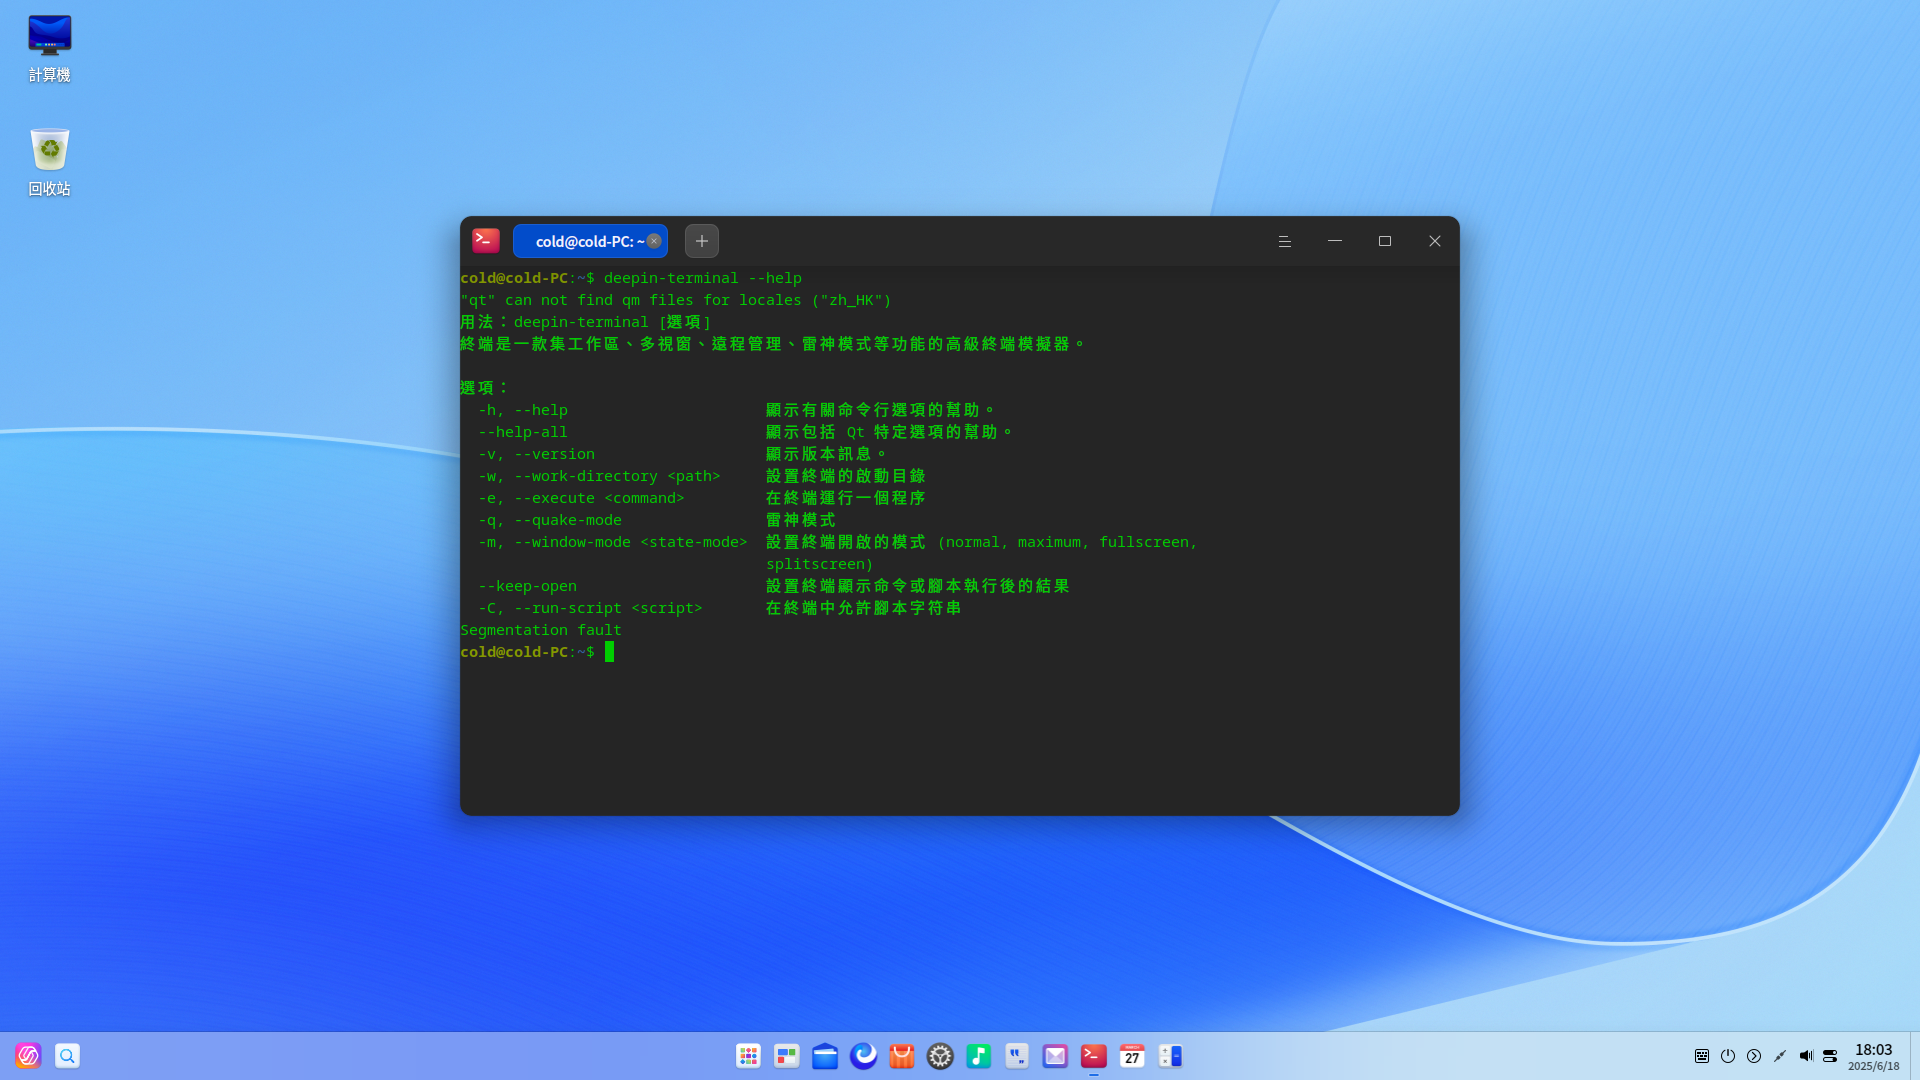 計算機
回收站
cold@cold-PC: ~
cold@cold-PC:~$ deepin-terminal --help
"qt" can not find qm files for locales ("zh_HK")
用法：deepin-terminal [選項]
終端是一款集工作區、多視窗、遠程管理、雷神模式等功能的高級終端模擬器。
選項：
-h, --help 顯示有關命令行選項的幫助。
--help-all 顯示包括 Qt 特定選項的幫助。
-v, --version 顯示版本訊息。
-w, --work-directory <path> 設置終端的啟動目錄
-e, --execute <command> 在終端運行一個程序
-q, --quake-mode 雷神模式
-m, --window-mode <state-mode> 設置終端開啟的模式 (normal, maximum, fullscreen,
splitscreen)
--keep-open 設置終端顯示命令或腳本執行後的結果
-C, --run-script <script> 在終端中允許腳本字符串
Segmentation fault
cold@cold-PC:~$
27
18:03
2025/6/18